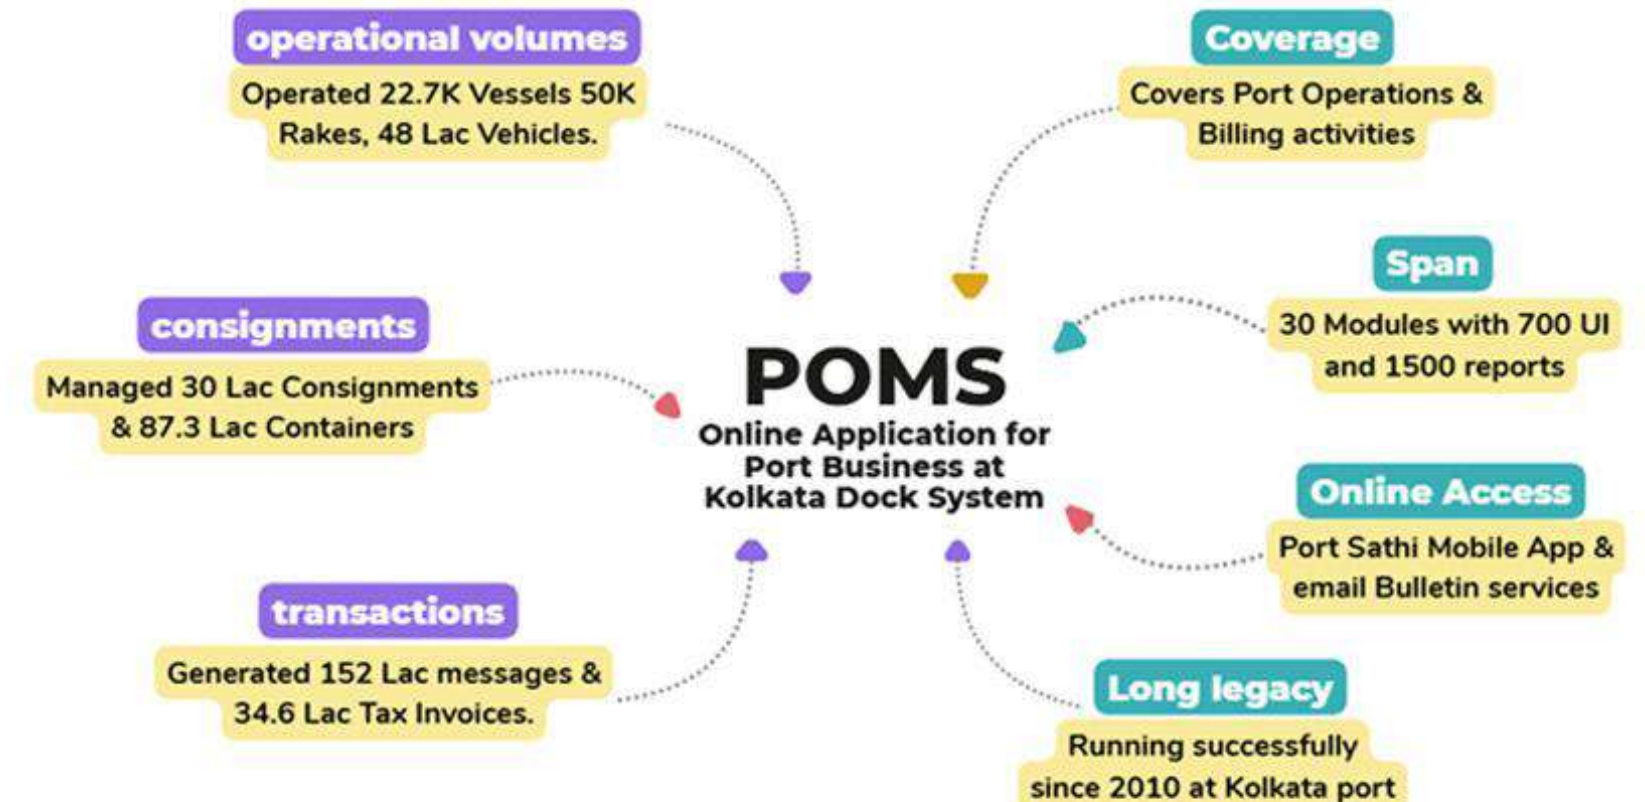 operational volumes
Operated 22.7K Vessels 50K
Rakes, 48 Lac Vehicles.
consignments
Managed 30 Lac Consignments
& 87.3 Lac Containers
transactions
Generated 152 Lac messages &
34.6 Lac Tax Invoices.
POMS
Online Application for
Port Business at
Kolkata Dock System
Coverage
Covers Port Operations &
Billing activities
Span
30 Modules with 700 UI
and 1500 reports
Online Access
Port Sathi Mobile App &
email Bulletin services
Long legacy
Running successfully
since 2010 at Kolkata port